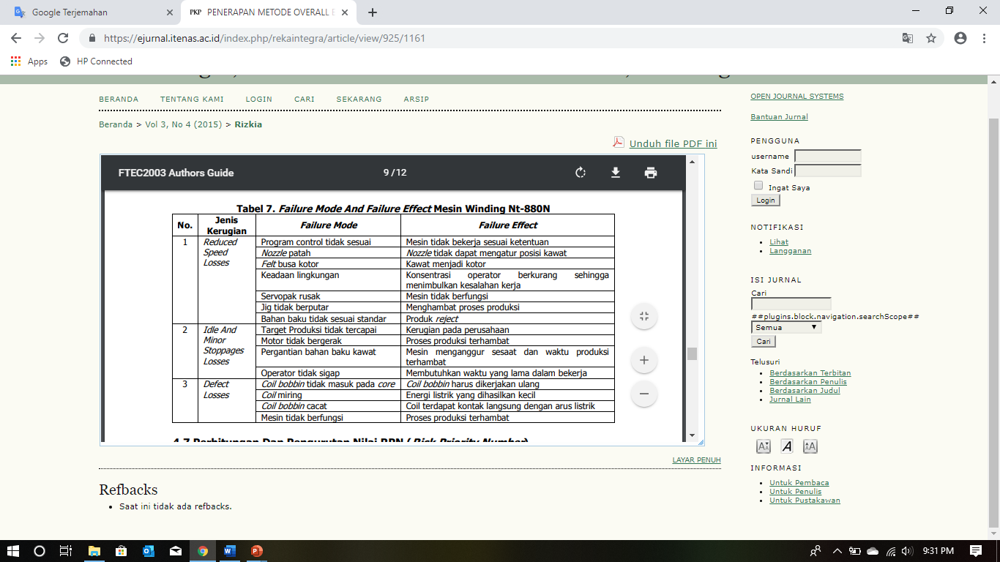 Google Terjemahan
PKP PENERAPAN METODE OVERALL E
https://ejurnal.itenas.ac.id/index.php/rekaintegra/article/view/925/1161
Apps HP Connected
BERANDA TENTANG KAMI LOGIN CARI SEKARANG ARSIP
Beranda > Vol 3, No 4 (2015) > Rizkia
Unduh file PDF ini
FTEC2003 Authors Guide 9 / 12
Tabel 7. Failure Mode And Failure Effect Mesin Winding Nt-880N
No. Jenis Kerugian Failure Mode Failure Effect
1 Reduced Speed Losses Program control tidak sesuai Mesin tidak bekerja sesuai ketentuan
Nozzle patah Nozzle tidak dapat mengatur posisi kawat
Felt busa kotor Kawat menjadi kotor
Keadaan lingkungan Konsentrasi operator berkurang sehingga
menimbulkan kesalahan kerja
Servopak rusak Mesin tidak berfungsi
Jig tidak berputar Menghambat proses produksi
Bahan baku tidak sesuai standar Produk reject
2 Idle And Minor Stoppages Losses Target Produksi tidak tercapai Kerugian pada perusahaan
Motor tidak bergerak Proses produksi terhambat
Pergantian bahan baku kawat Mesin menganggur sesaat dan waktu produksi
terhambat
Operator tidak sigap Membutuhkan waktu yang lama dalam bekerja
3 Defect Losses Coil bobbin tidak masuk pada core Coil bobbin harus dikerjakan ulang
Coil miring Energi listrik yang dihasilkan kecil
Coil bobbin cacat Coil terdapat kontak langsung dengan arus listrik
Mesin tidak berfungsi Proses produksi terhambat
4.7 Perhitungan Dan Pengurutan Nilai RPN (Risk Priority Number)
LAYAR PENUH
Refbacks
Saat ini tidak ada refbacks.
OPEN JOURNAL SYSTEMS
Bantuan Jurnal
PENGGUNA
username
Kata Sandi
Ingat Saya
Login
NOTIFIKASI
Lihat
Langganan
ISI JURNAL
Cari
##plugins.block.navigation.searchScope##
Semua
Cari
Telusuri
Berdasarkan Terbitan
Berdasarkan Penulis
Berdasarkan Judul
Jurnal Lain
UKURAN HURUF
A A A
INFORMASI
Untuk Pembaca
Untuk Penulis
Untuk Pustakawan
9:31 PM